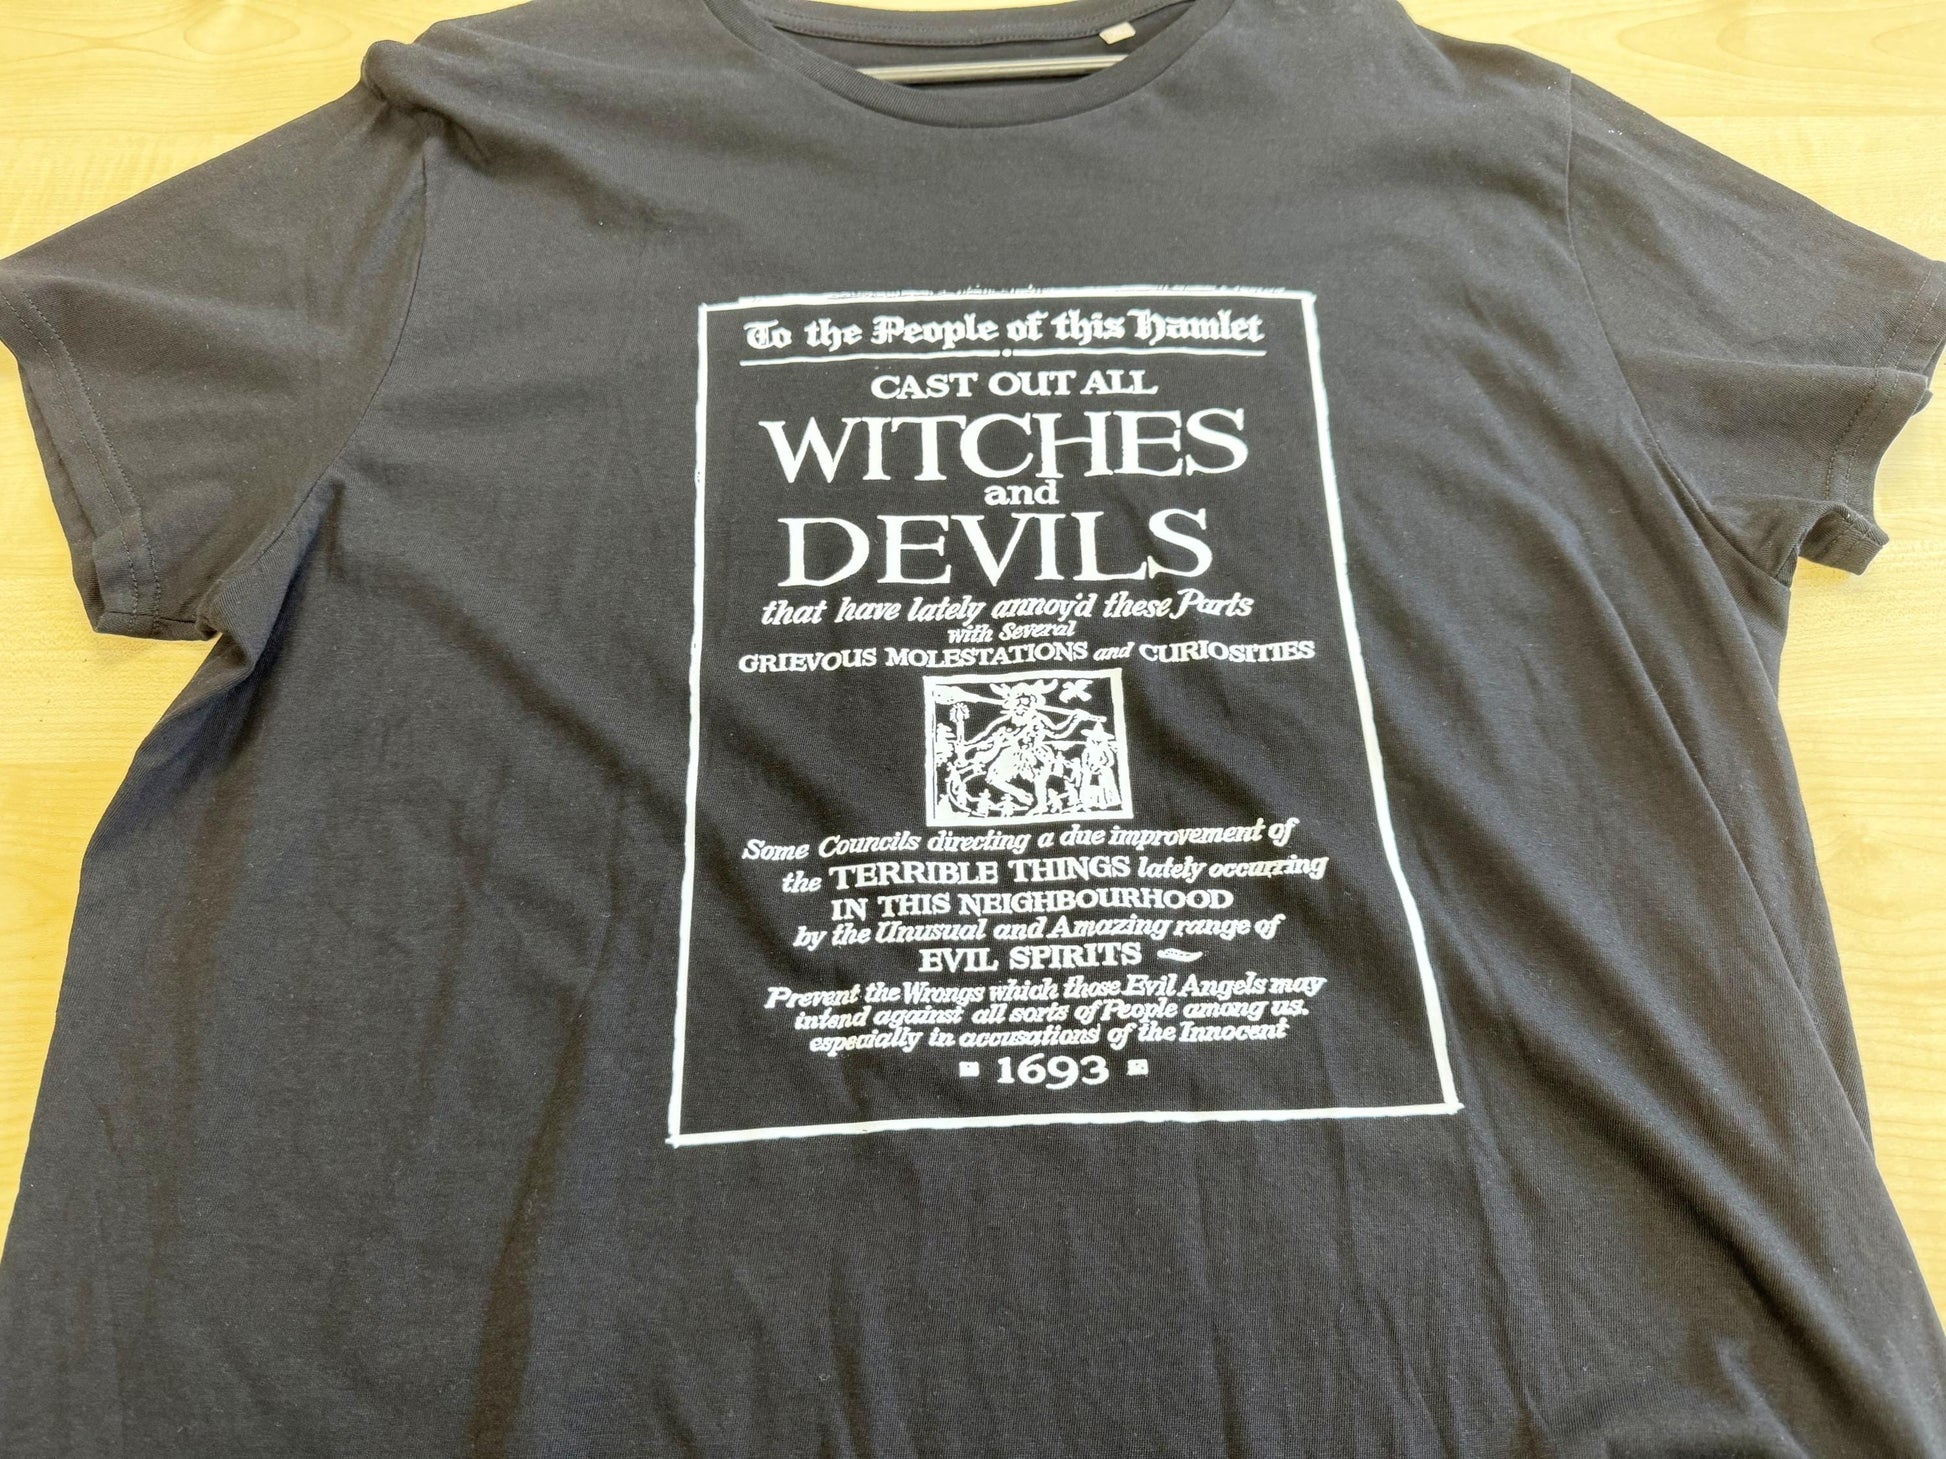 To the People of this Hamlet
CAST OUT ALL
WITCHES
and
DEVILS
that have lately annoy'd these Parts
with Several
GRIEVOUS MOLESTATIONS and CURIOSITIES
Some Councils directing a due improvement of
the TERRIBLE THINGS lately occurring
IN THIS NEIGHBOURHOOD
by the Unusual and Amazing range of
EVIL SPIRITS
Prevent the Wrongs which those Evil Angels may
intend against all sorts of People among us.
especially in accusations of the Innocent
1693